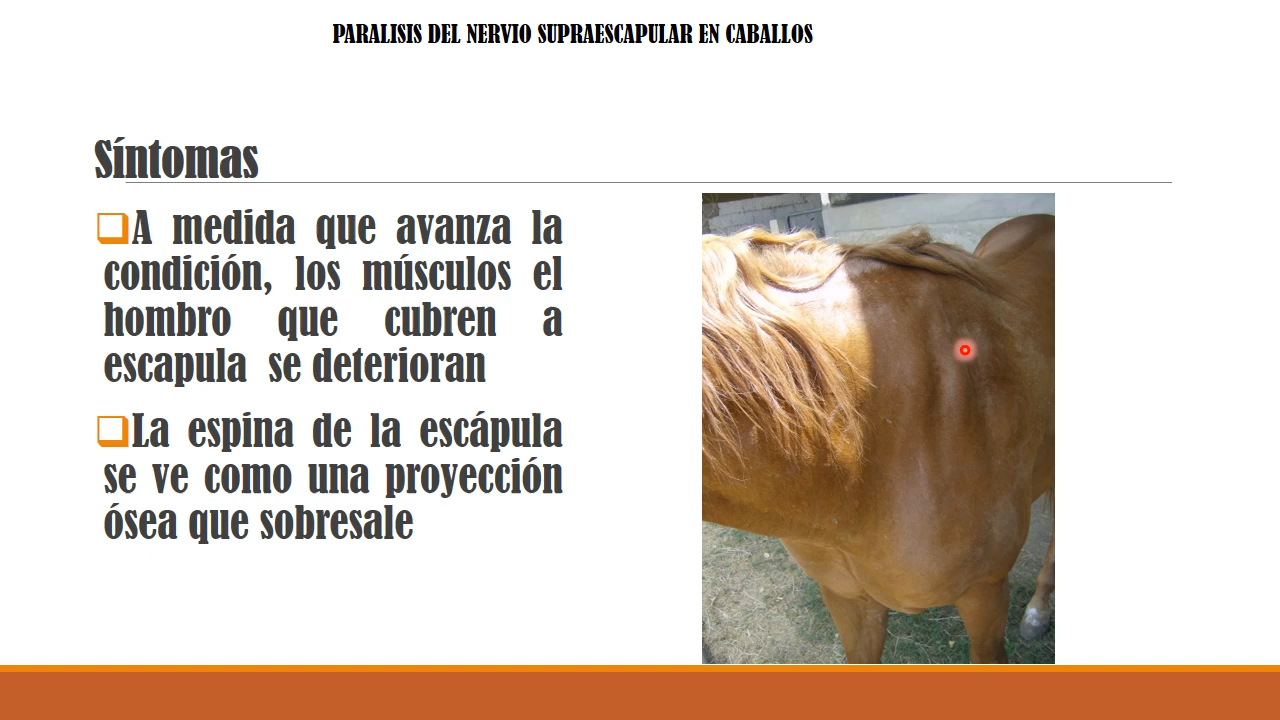 PARALISIS DEL NERVIO SUPRAESCAPULAR EN CABALLOS
Síntomas
A medida que avanza la
condición, los músculos el
hombro que cubren a
escapula se deterioran
La espina de la escápula
se ve como una proyección
ósea que sobresale